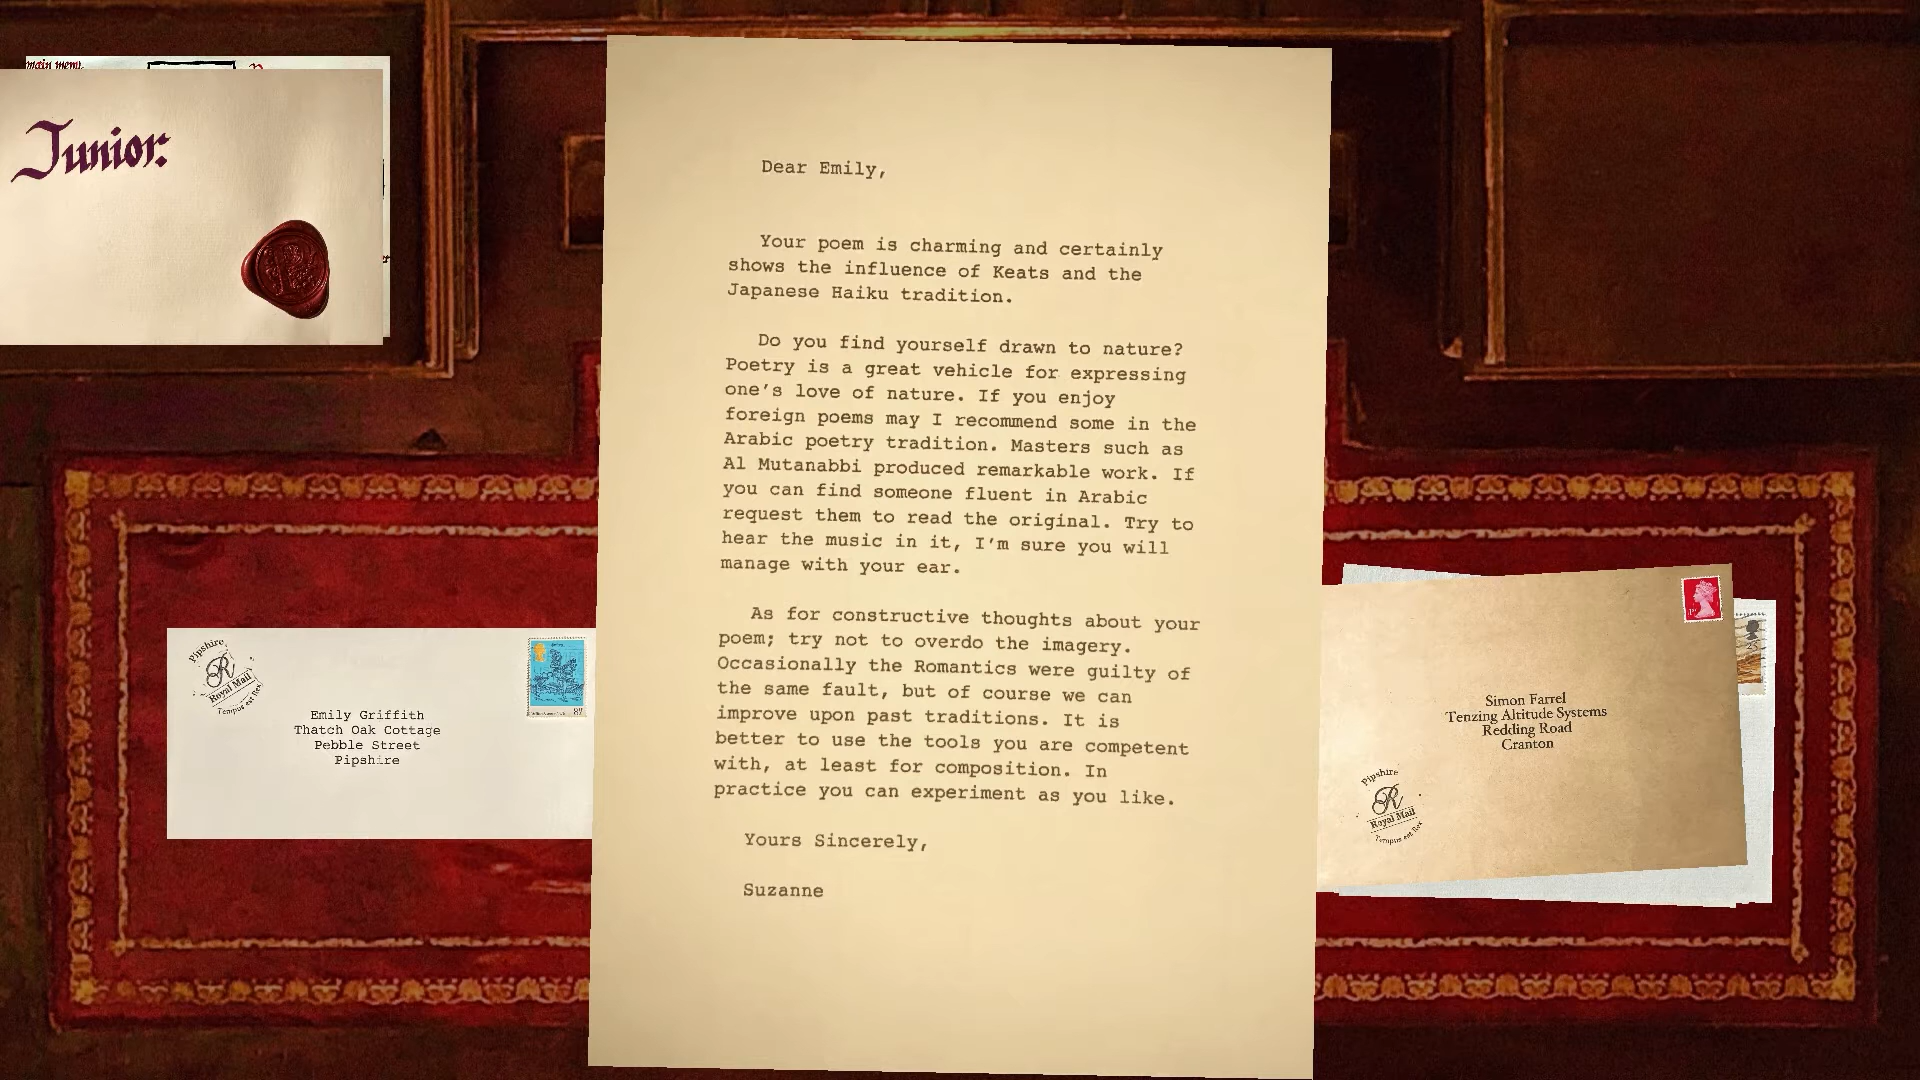 main menu
Junior.
Dear Emily,
Your poem is charming and certainly
shows the influence of Keats and the
Japanese Haiku tradition.
Do you find yourself drawn to nature?
Poetry is a great vehicle for expressing
one's love of nature. If you enjoy
foreign poems may I recommend some in the
Arabic poetry tradition. Masters such as
Al Mutanabbi produced remarkable work. If
you can find someone fluent in Arabic
request them to read the original. Try to
hear the music in it, I'm sure you will
manage with your ear.
As for constructive thoughts about your
poem; try not to overdo the imagery.
Occasionally the Romantics were guilty of
the same fault, but of course we can
improve upon past traditions. It is
better to use the tools you are competent
with, at least for composition. In
practice you can experiment as you like.
Yours Sincerely,
Suzanne
Pipshire
R
Royal Mail
Tempus est Rex
Emily Griffith
Thatch Oak Cottage
Pebble Street
Pipshire
Simon Farrel
Tenzing Altitude Systems
Redding Road
Cranton
Pipshire
R
Royal Mail
Tempus est Rex